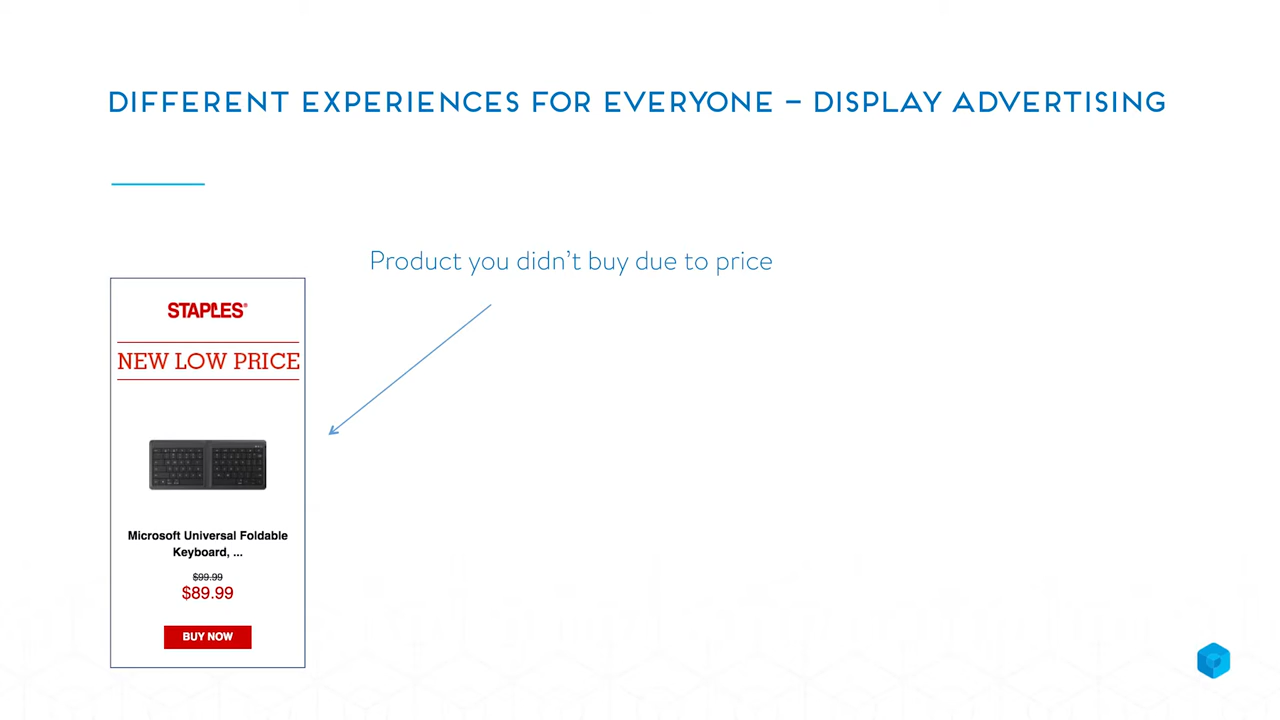 DIFFERENT EXPERIENCES FOR EVERYONE – DISPLAY ADVERTISING
Product you didn't buy due to price
STAPLES®
NEW LOW PRICE
Microsoft Universal Foldable
Keyboard, ...
$99.99
$89.99
BUY NOW